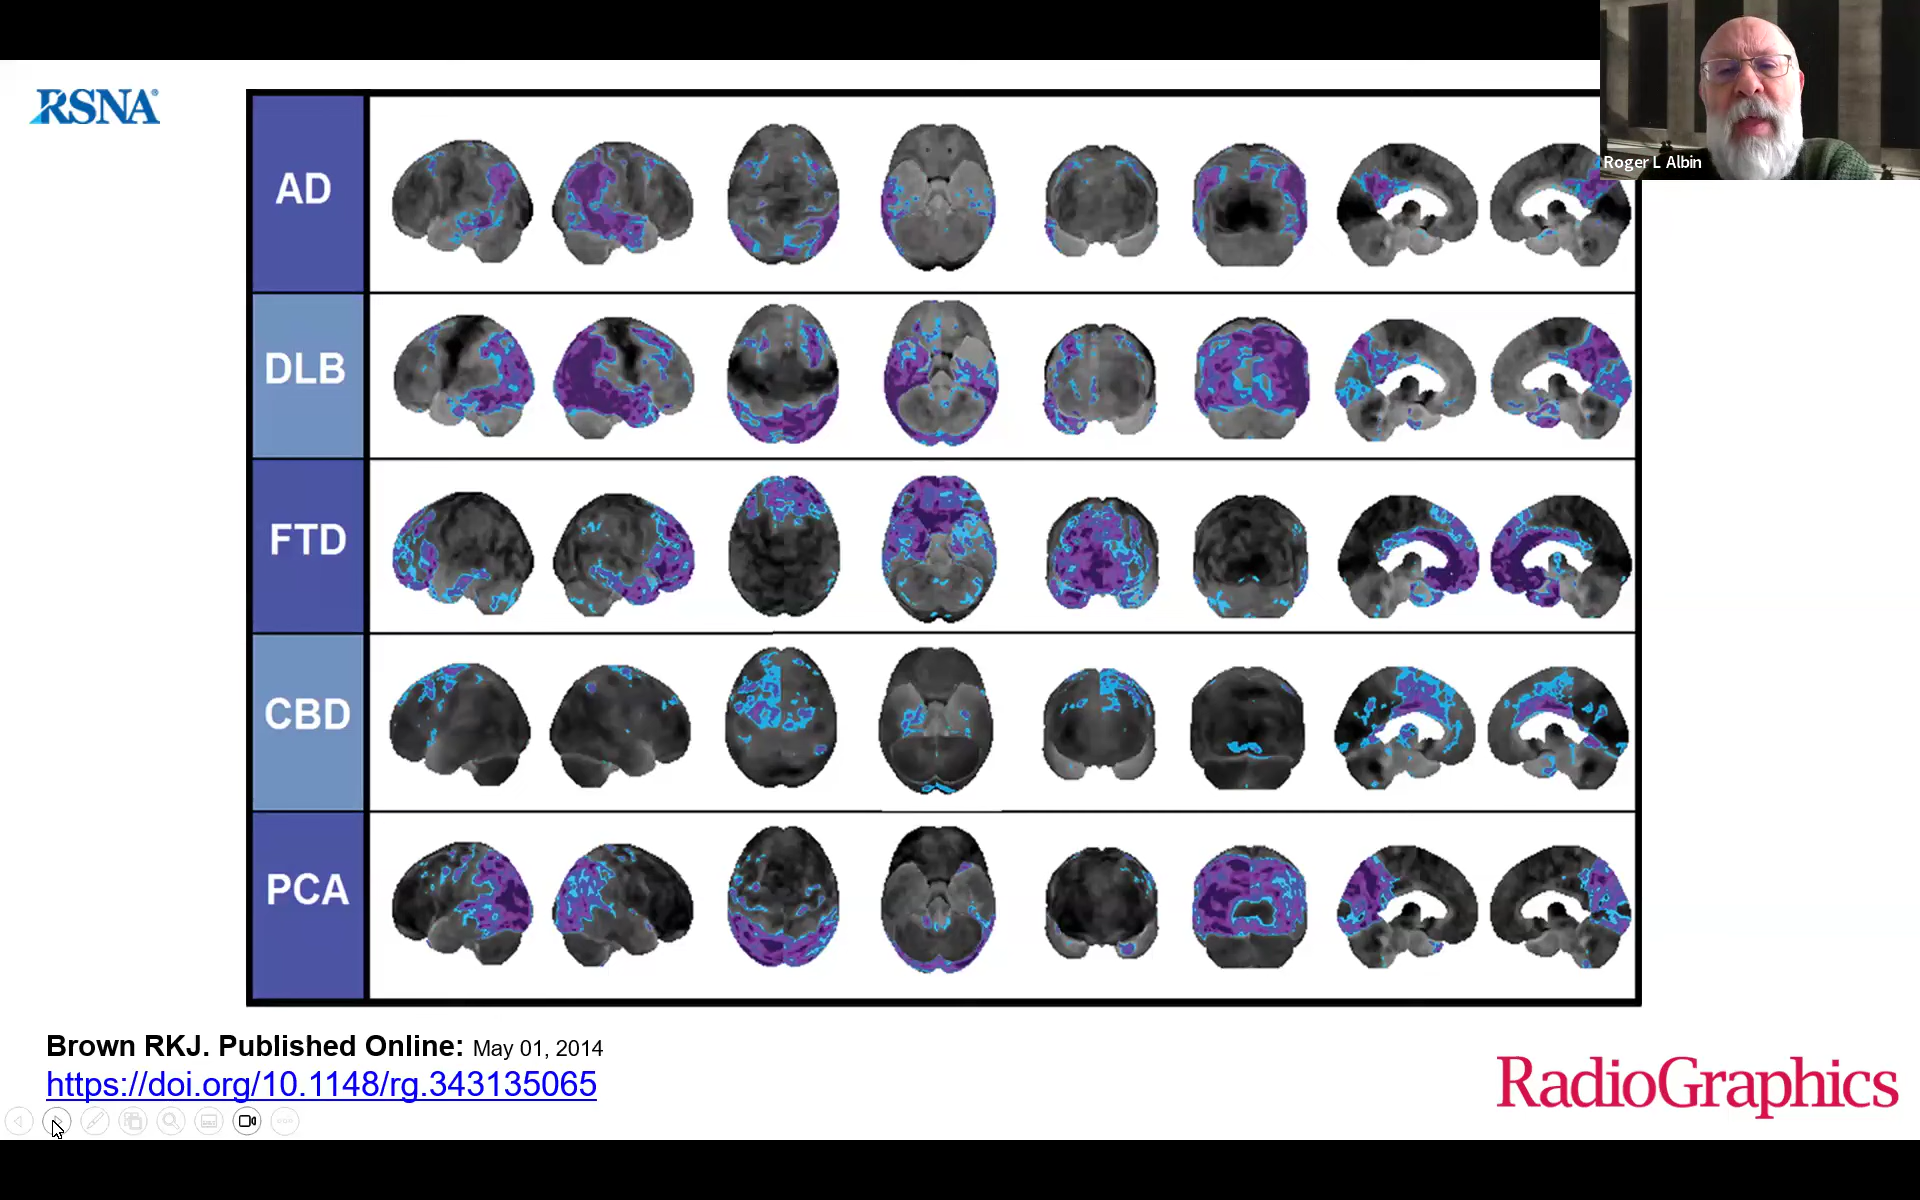 RSNA®
Roger L Albin
AD
DLB
FTD
CBD
PCA
Brown RKJ. Published Online: May 01, 2014
https://doi.org/10.1148/rg.343135065
RadioGraphics